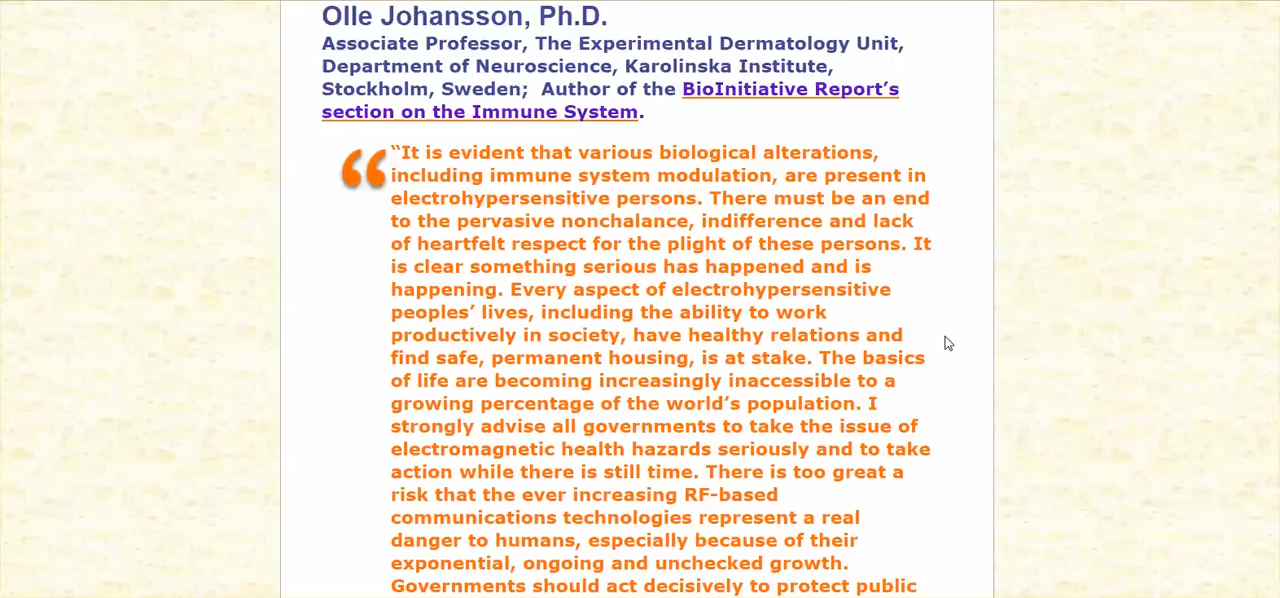 Olle Johansson, Ph.D.
Associate Professor, The Experimental Dermatology Unit,
Department of Neuroscience, Karolinska Institute,
Stockholm, Sweden;  Author of the BioInitiative Report’s
section on the Immune System.
“It is evident that various biological alterations,
including immune system modulation, are present in
electrohypersensitive persons. There must be an end
to the pervasive nonchalance, indifference and lack
of heartfelt respect for the plight of these persons. It
is clear something serious has happened and is
happening. Every aspect of electrohypersensitive
peoples’ lives, including the ability to work
productively in society, have healthy relations and
find safe, permanent housing, is at stake. The basics
of life are becoming increasingly inaccessible to a
growing percentage of the world’s population. I
strongly advise all governments to take the issue of
electromagnetic health hazards seriously and to take
action while there is still time. There is too great a
risk that the ever increasing RF-based
communications technologies represent a real
danger to humans, especially because of their
exponential, ongoing and unchecked growth.
Governments should act decisively to protect public